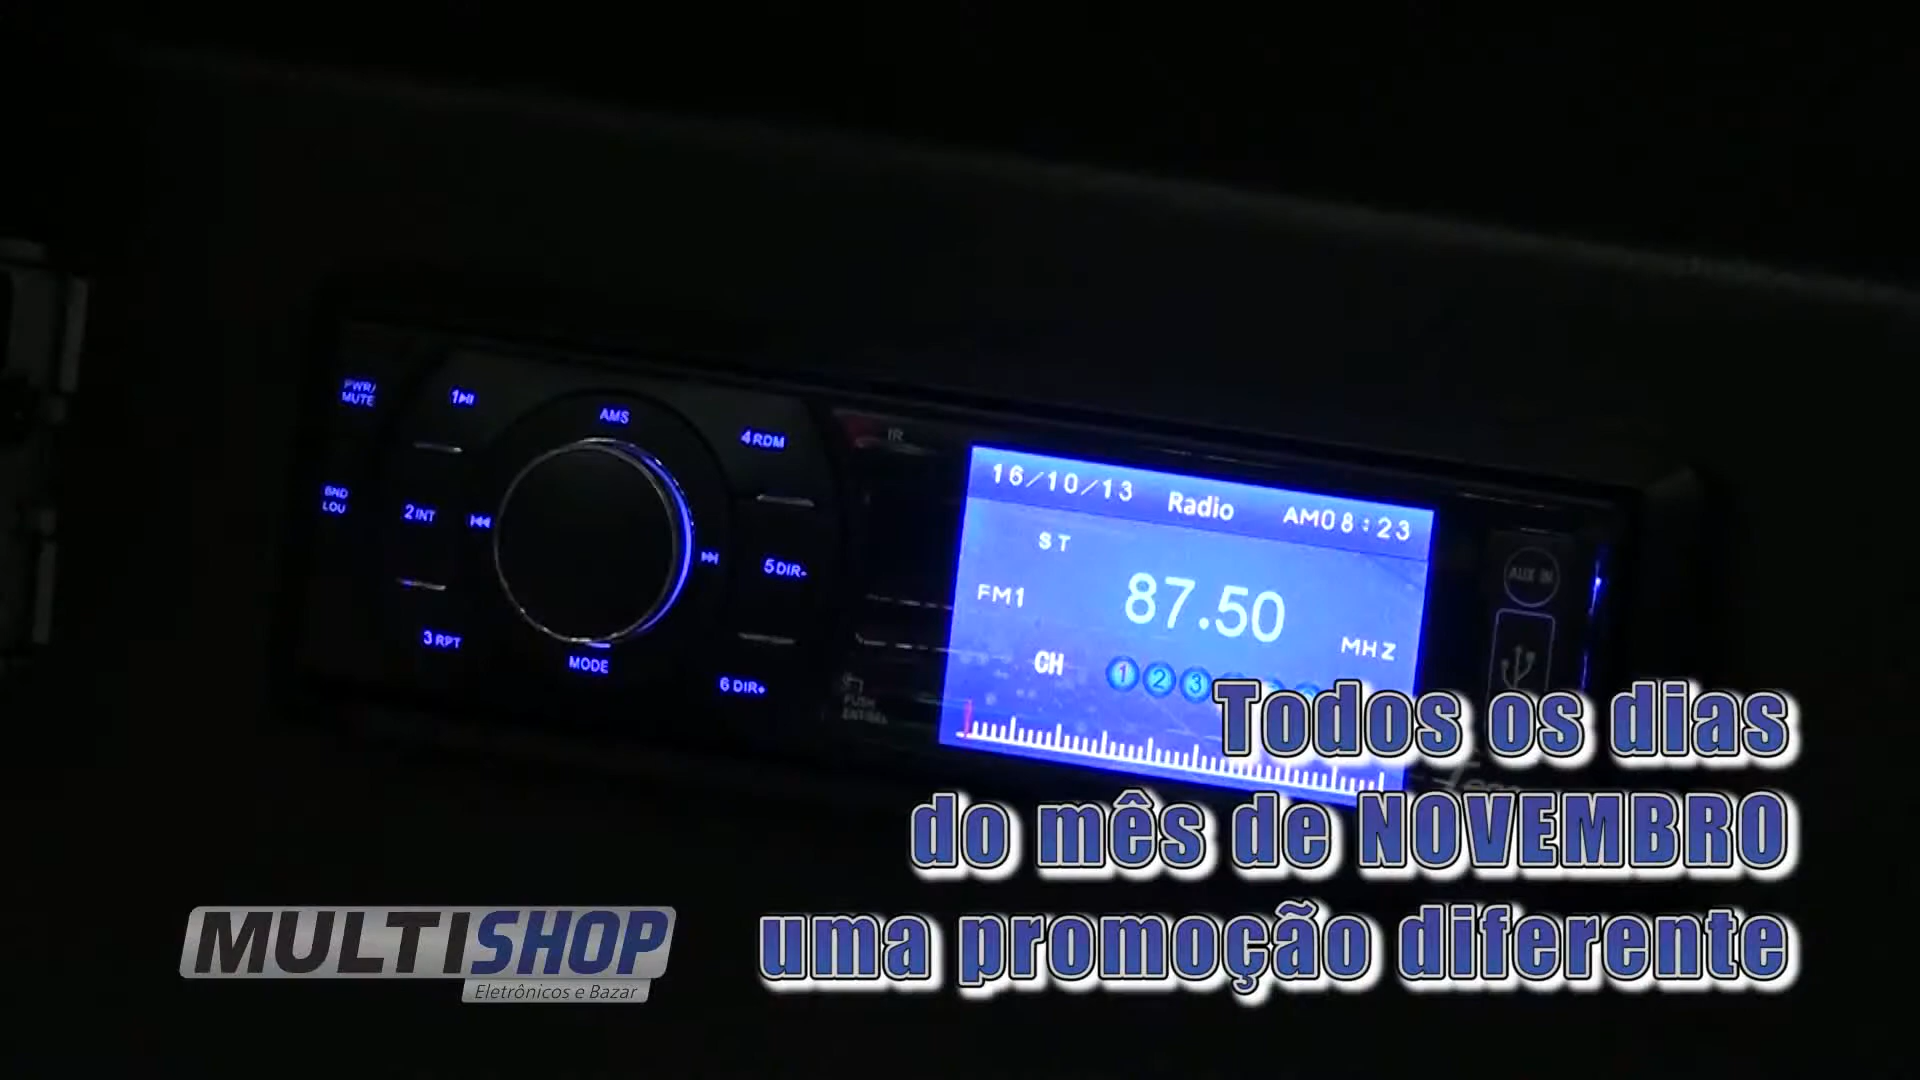 PWR/
MUTE
1
AMS
4 RDM
IR
16/10/13 Radio AM08:23
BND
LOU
2 INT
5 DIR-
ST
FM1 87.50 MHZ
AUX IN
3 RPT
MODE
6 DIR+
CH 1 2 3
PUSH
Todos os dias
do mês de NOVEMBRO
uma promoção diferente
MULTISHOP
Eletrônicos e Bazar